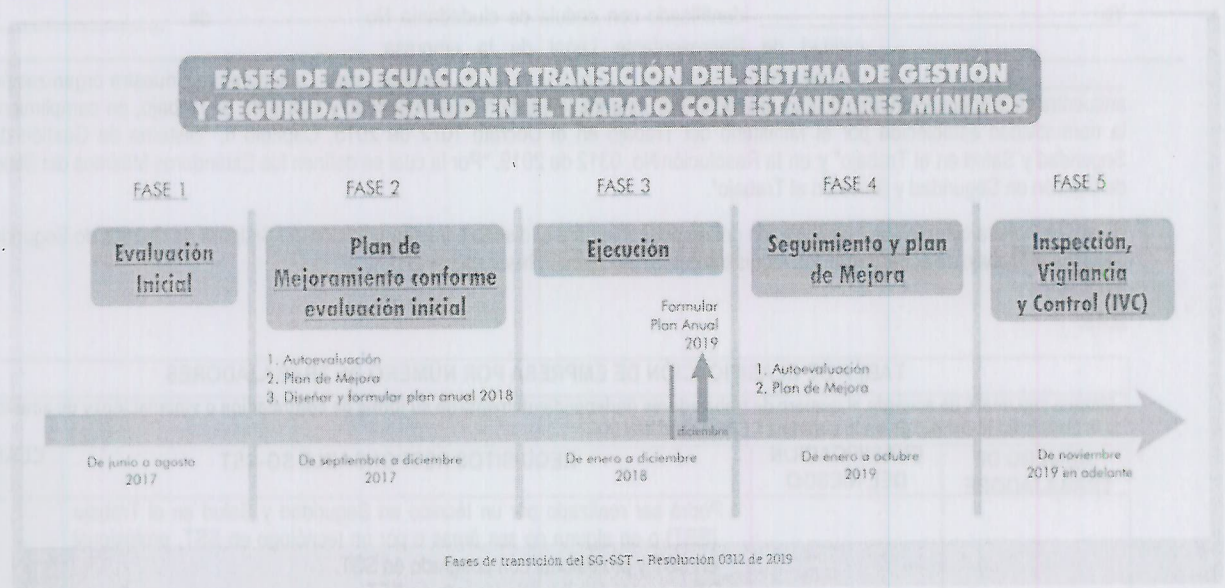 FASES DE ADECUACIÓN Y TRANSICIÓN DEL SISTEMA DE GESTIÓN
Y SEGURIDAD Y SALUD EN EL TRABAJO CON ESTÁNDARES MÍNIMOS
FASE 1
Evaluación
Inicial
De junio a agosto
2017
FASE 2
Plan de
Mejoramiento conforme
evaluación inicial
1. Autoevaluación
2. Plan de Mejora
3. Diseñar y formular plan anual 2018
De septiembre a diciembre
2017
FASE 3
Ejecución
Formular
Plan Anual
2019
diciembre
De enero a diciembre
2018
FASE 4
Seguimiento y plan
de Mejora
1. Autoevaluación
2. Plan de Mejora
De enero a octubre
2019
FASE 5
Inspección,
Vigilancia
y Control (IVC)
De noviembre
2019 en adelante
Fases de transición del SG-SST – Resolución 0312 de 2019